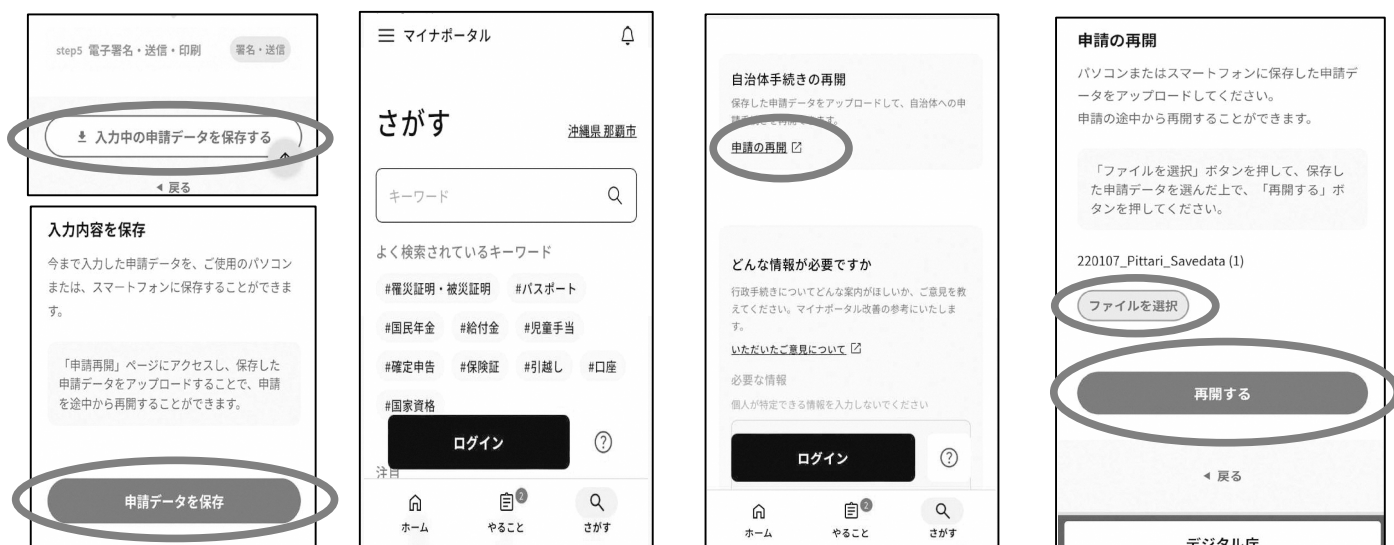 step5 電子署名・送信・印刷
署名・送信
入力中の申請データを保存する
戻る
入力内容を保存
今まで入力した申請データを、ご使用のパソコン
または、スマートフォンに保存することができま
す。
「申請再開」ページにアクセスし、保存した
申請データをアップロードすることで、申請
を途中から再開することができます。
申請データを保存
マイナポータル
さがす
沖縄県 那覇市
キーワード
よく検索されているキーワード
#罹災証明・被災証明 #パスポート
#国民年金 #給付金 #児童手当
#確定申告 #保険証 #引越し #口座
#国家資格
ログイン
?
注目
ホーム
やること
2
さがす
自治体手続きの再開
保存した申請データをアップロードして、自治体への申
請手続きを再開できます。
申請の再開
どんな情報が必要ですか
行政手続きについてどんな案内がほしいか、ご意見を教
えてください。マイナポータル改善の参考にいたしま
す。
いただいたご意見について
必要な情報
個人が特定できる情報を入力しないでください
ログイン
?
ホーム
やること
2
さがす
申請の再開
パソコンまたはスマートフォンに保存した申請デ
ータをアップロードしてください。
申請の途中から再開することができます。
「ファイルを選択」ボタンを押して、保存し
た申請データを選んだ上で、「再開する」ボ
タンを押してください。
220107_Pittari_Savedata (1)
ファイルを選択
再開する
戻る
デジタル庁